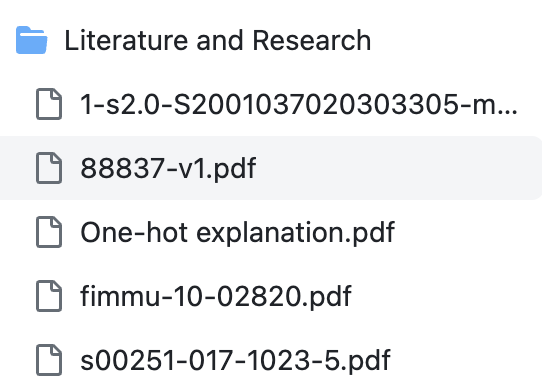 Literature and Research
1-s2.0-S2001037020303305-m...
88837-v1.pdf
One-hot explanation.pdf
fimmu-10-02820.pdf
s00251-017-1023-5.pdf